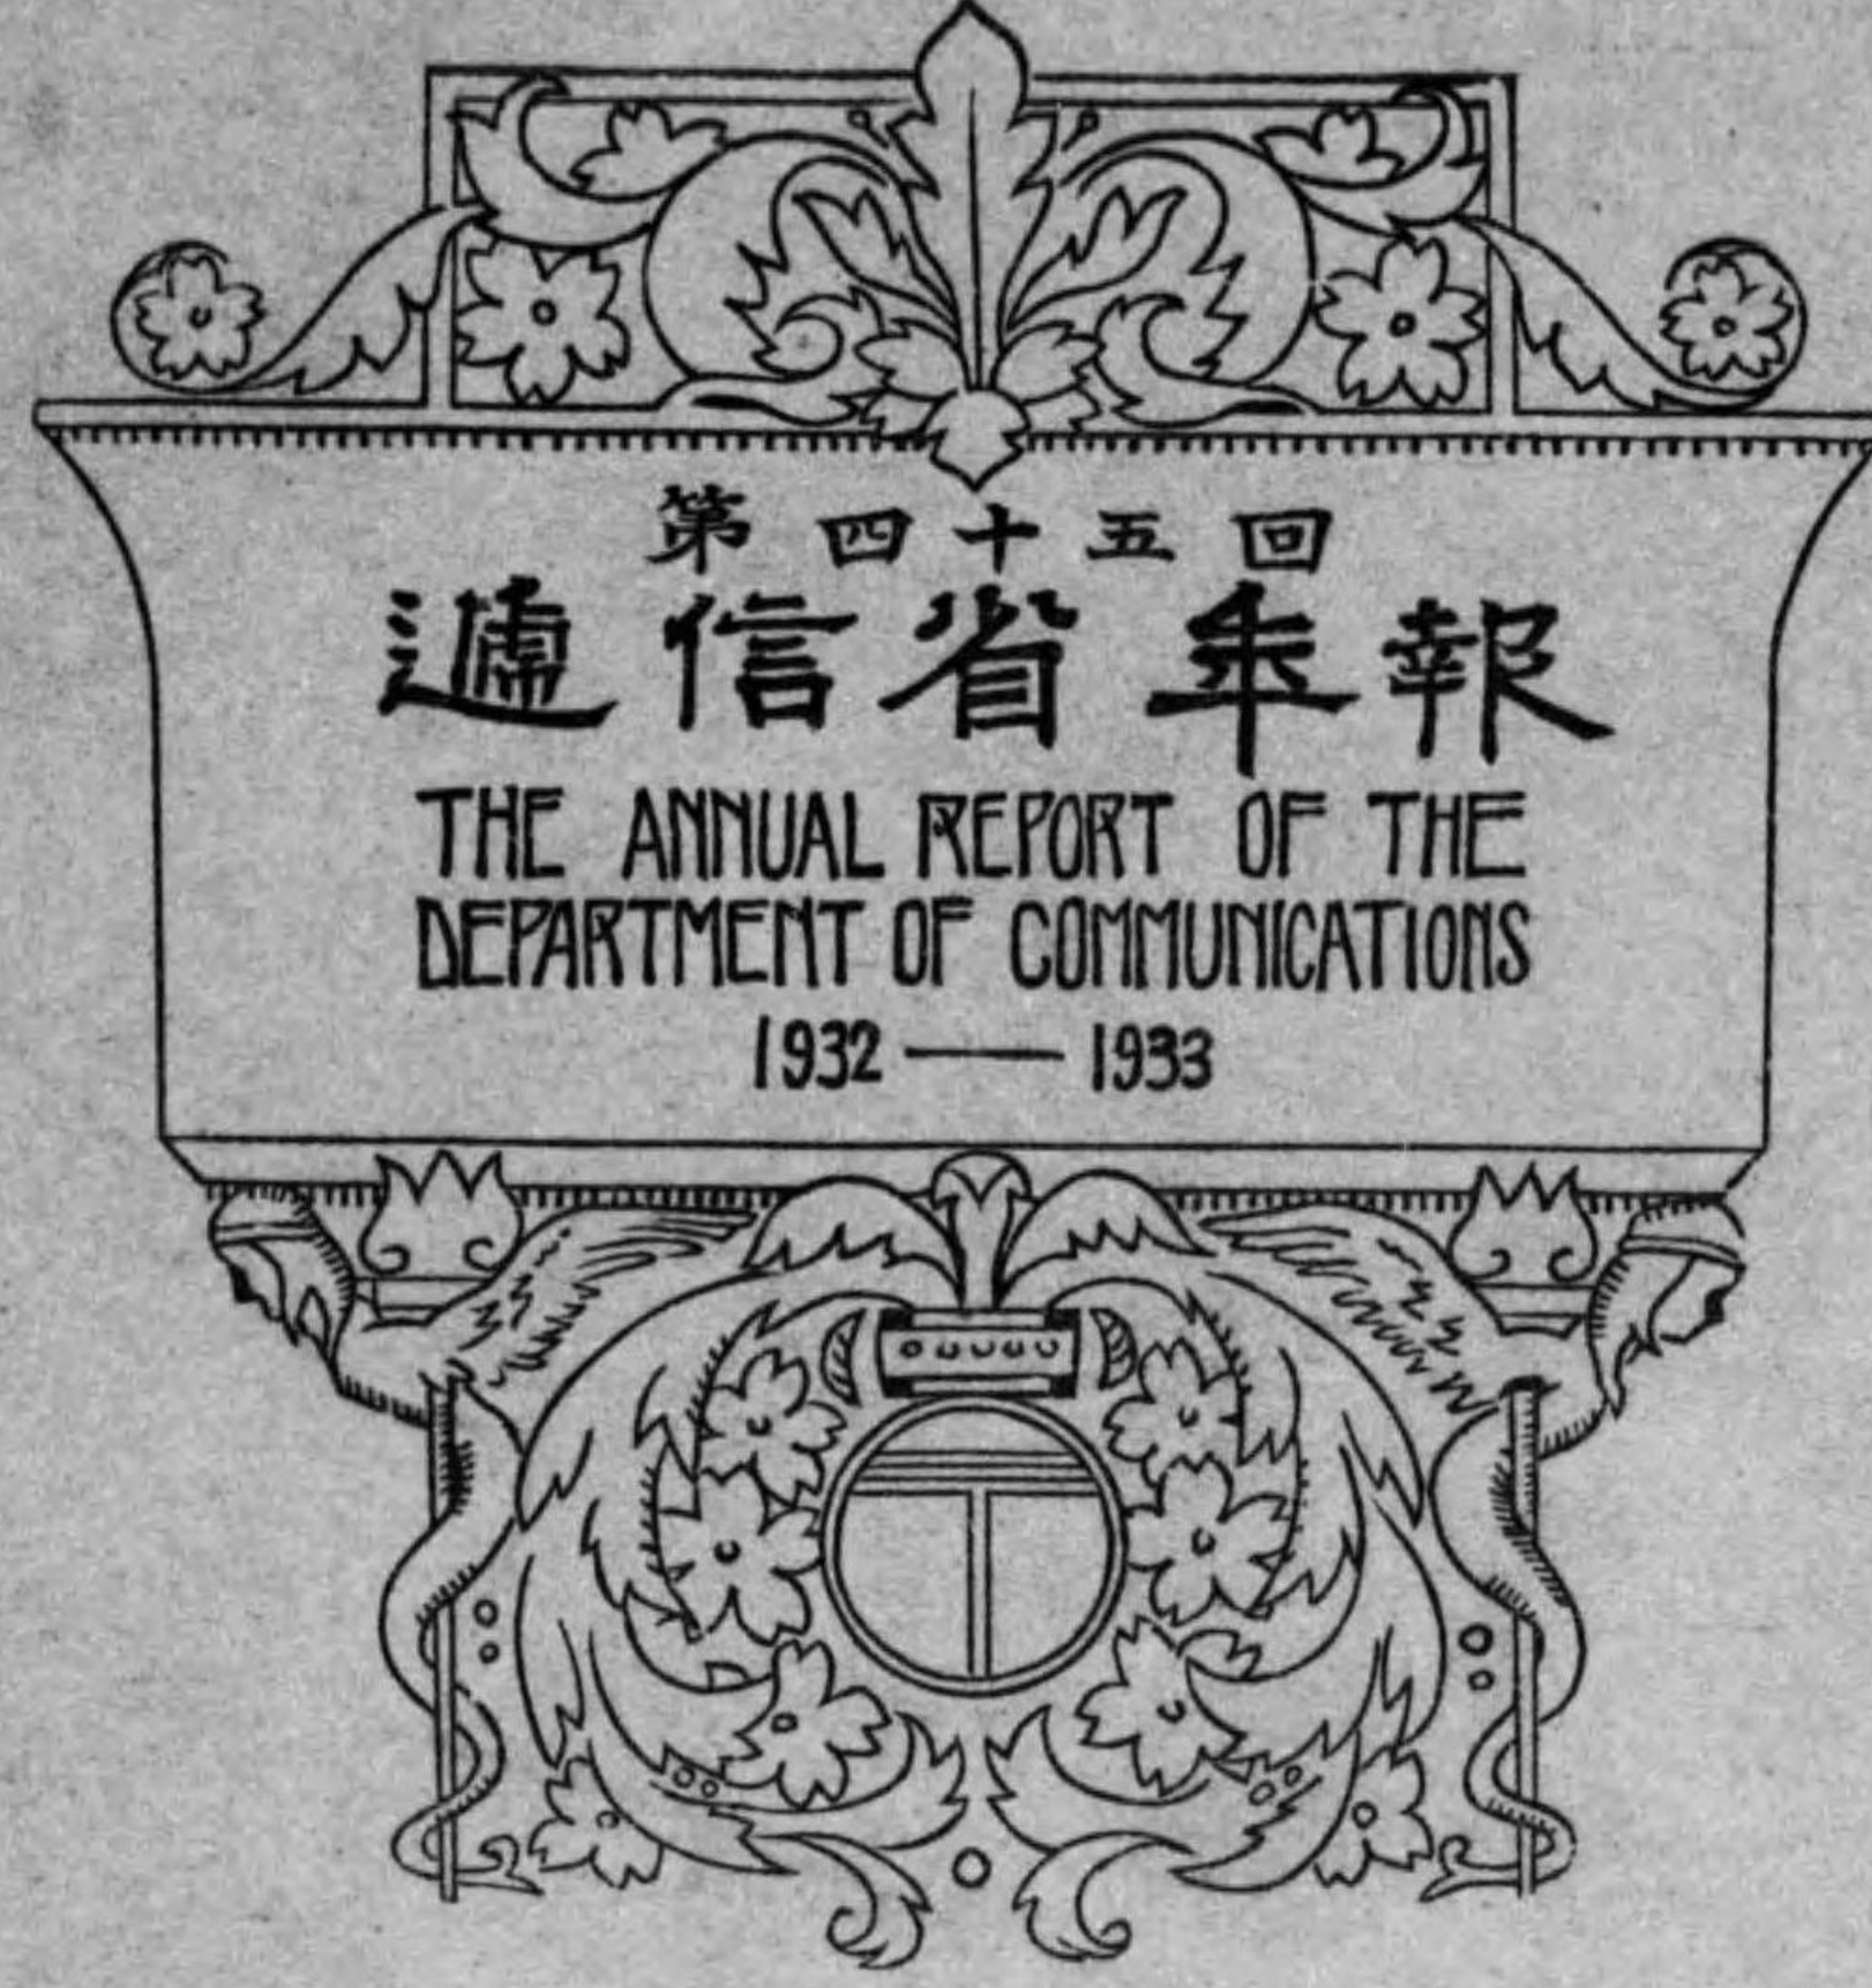 第四十五回
遞信省年報
THE ANNUAL REPORT OF THE
DEPARTMENT OF COMMUNICATIONS
1932 — 1933